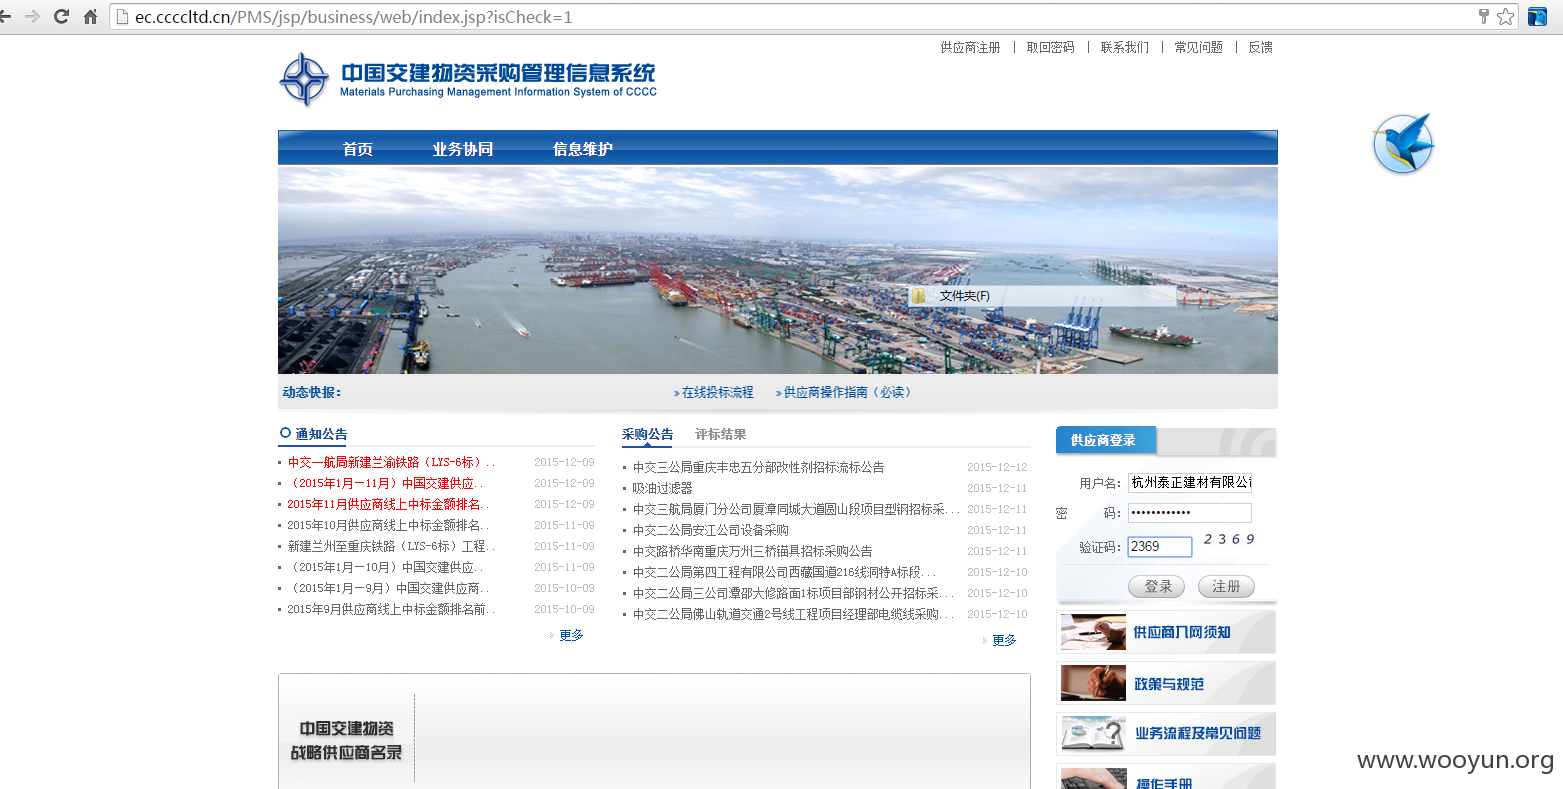 ec.ccccltd.cn/PMS/jsp/business/web/index.jsp?isCheck=1
供应商注册 | 取回密码 | 联系我们 | 常见问题 | 反馈
中国交建物资采购管理信息系统
Materials Purchasing Management Information System of CCCC
首页 业务协同 信息维护
文件夹(F)
动态快报： »在线投标流程 »供应商操作指南（必读）
通知公告
中交一航局新建兰渝铁路（LYS-6标）.. 2015-12-09
（2015年1月—11月）中国交建供应.. 2015-12-09
2015年11月供应商线上中标金额排名.. 2015-12-09
2015年10月供应商线上中标金额排名.. 2015-11-09
新建兰州至重庆铁路（LYS-6标）工程.. 2015-11-09
（2015年1月—10月）中国交建供应.. 2015-11-09
（2015年1月—9月）中国交建供应商.. 2015-10-09
2015年9月供应商线上中标金额排名前.. 2015-10-09
更多
采购公告 评标结果
中交三公局重庆丰忠五分部改性剂招标流标公告 2015-12-12
吸油过滤器 2015-12-11
中交三航局厦门分公司厦漳同城大道圆山段项目型钢招标采... 2015-12-11
中交二公局安江公司设备采购 2015-12-11
中交路桥华南重庆万州三桥锚具招标采购公告 2015-12-11
中交二公局第四工程有限公司西藏国道216线洞特A标段... 2015-12-10
中交二公局三公司潭邵大修路面1标项目部钢材公开招标采... 2015-12-10
中交二公局佛山轨道交通2号线工程项目经理部电缆线采购... 2015-12-10
更多
供应商登录
用户名： 杭州泰正建材有限公
密 码： ••••••••••••
验证码： 2369 2369
登录 注册
供应商入网须知
政策与规范
业务流程及常见问题
操作手册
中国交建物资
战略供应商名录
www.wooyun.org